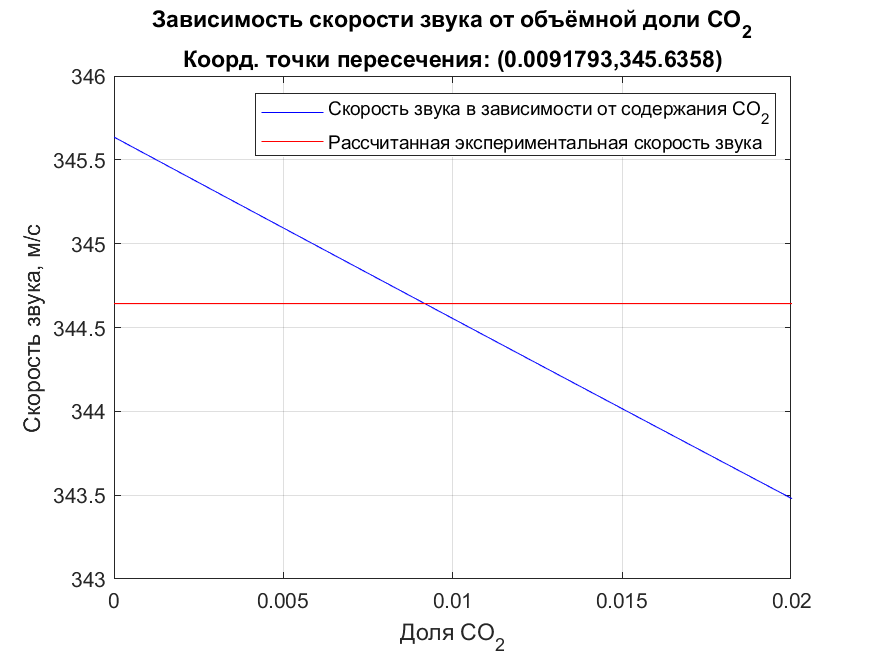 Зависимость скорости звука от объёмной доли CO2
Коорд. точки пересечения: (0.0091793,345.6358)
346
345.5
345
344.5
344
343.5
343
Скорость звука, м/с
Скорость звука в зависимости от содержания CO2
Рассчитанная экспериментальная скорость звука
0
0.005
0.01
0.015
0.02
Доля CO2